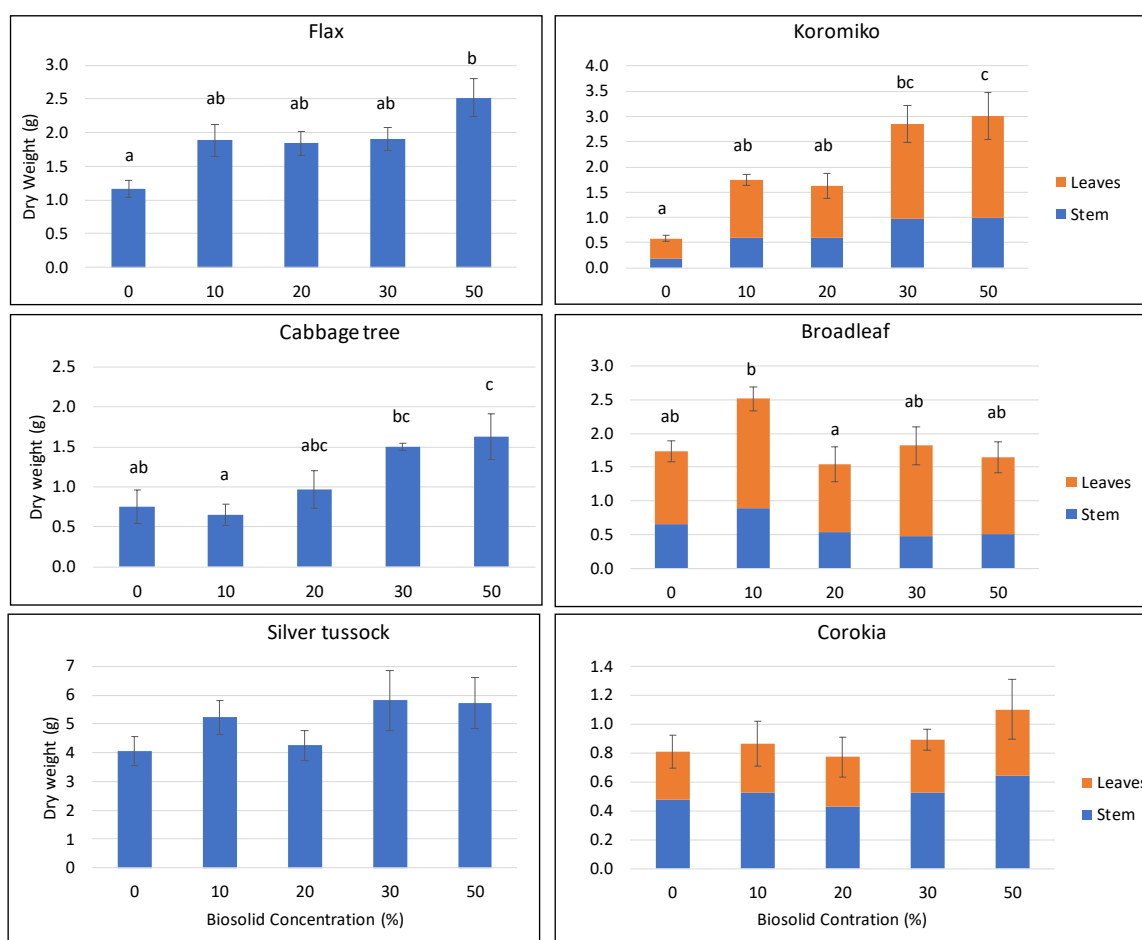 Flax
Dry Weight (g)
3.0
2.5
2.0
1.5
1.0
0.5
0.0
a
ab
ab
ab
b
0 10 20 30 50
Koromiko
4.0
3.5
3.0
2.5
2.0
1.5
1.0
0.5
0.0
a
ab
ab
bc
c
0 10 20 30 50
Leaves
Stem
Cabbage tree
Dry weight (g)
2.5
2.0
1.5
1.0
0.5
0.0
ab
a
abc
bc
c
0 10 20 30 50
Broadleaf
3.0
2.5
2.0
1.5
1.0
0.5
0.0
ab
b
a
ab
ab
0 10 20 30 50
Leaves
Stem
Silver tussock
Dry weight (g)
7
6
5
4
3
2
1
0
0 10 20 30 50
Biosolid Concentration (%)
Corokia
1.4
1.2
1.0
0.8
0.6
0.4
0.2
0.0
0 10 20 30 50
Biosolid Contration (%)
Leaves
Stem